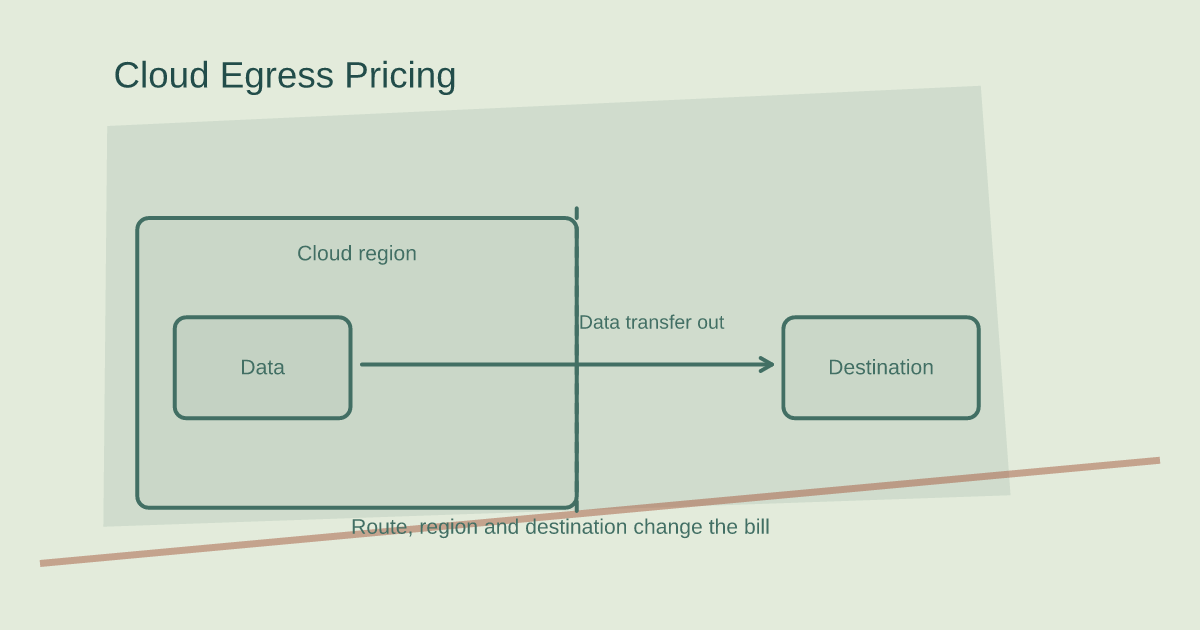 Cloud Egress Pricing
Cloud region
Data transfer out
Data
Destination
Route, region and destination change the bill